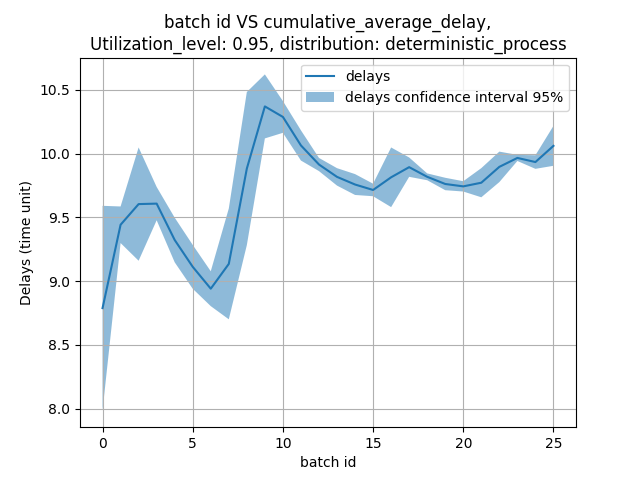 batch id VS cumulative_average_delay,
Utilization_level: 0.95, distribution: deterministic_process
delays
delays confidence interval 95%
10.5
10.0
9.5
9.0
8.5
8.0
Delays (time unit)
0 5 10 15 20 25
batch id